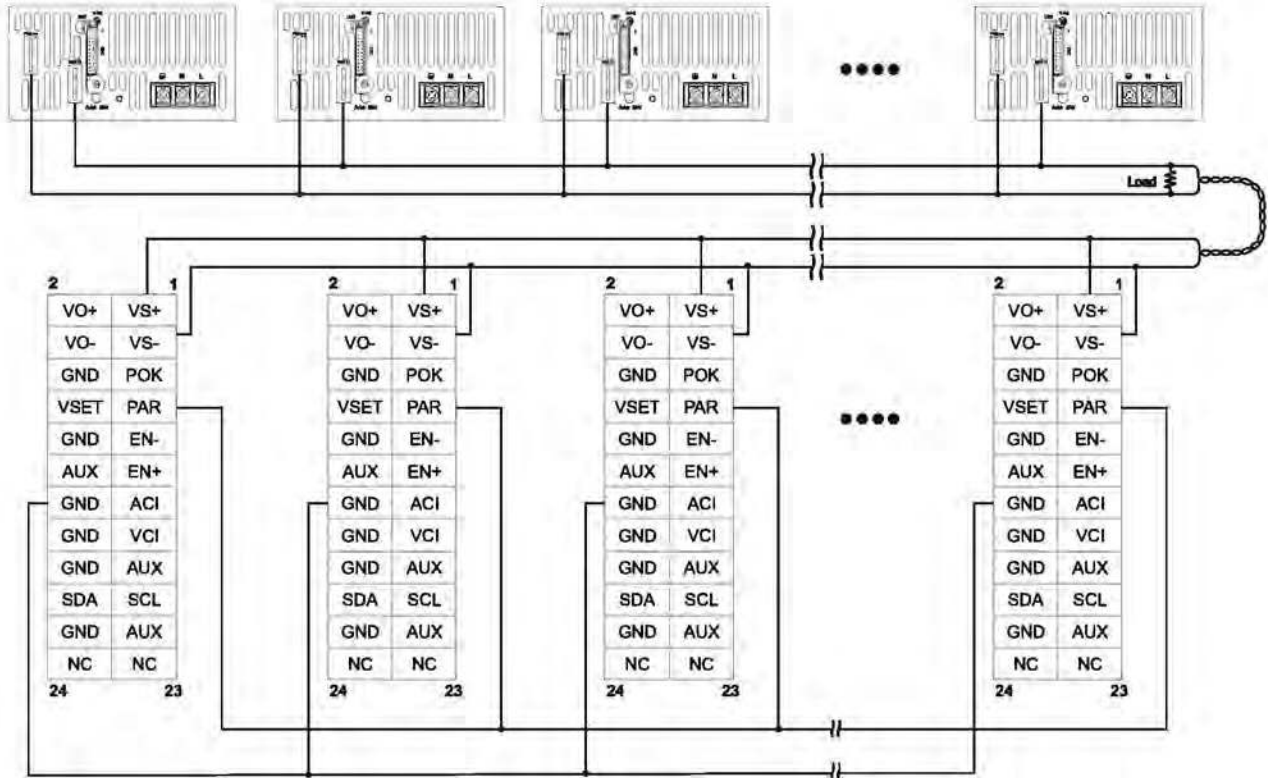 ⏚ N L ⏚ N L ⏚ N L ⏚ N L
Load
2 1 2 1 2 1 2 1
VO+ VS+ VO+ VS+ VO+ VS+ VO+ VS+
VO- VS- VO- VS- VO- VS- VO- VS-
GND POK GND POK GND POK GND POK
VSET PAR VSET PAR VSET PAR VSET PAR
GND EN- GND EN- GND EN- GND EN-
AUX EN+ AUX EN+ AUX EN+ AUX EN+
GND ACI GND ACI GND ACI GND ACI
GND VCI GND VCI GND VCI GND VCI
GND AUX GND AUX GND AUX GND AUX
SDA SCL SDA SCL SDA SCL SDA SCL
GND AUX GND AUX GND AUX GND AUX
NC NC NC NC NC NC NC NC
24 23 24 23 24 23 24 23